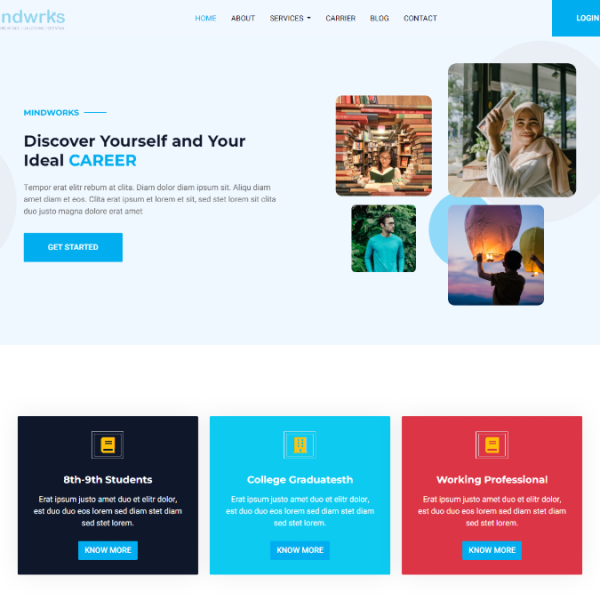 ndwrks
HOME ABOUT SERVICES CARRIER BLOG CONTACT LOGIN
MINDWORKS
Discover Yourself and Your
Ideal CAREER
Tempor erat elitr rebum at clita. Diam dolor diam ipsum sit. Aliqu diam
amet diam et eos. Clita erat ipsum et lorem et sit, sed stet lorem sit clita
duo justo magna dolore erat amet
GET STARTED
8th-9th Students
Erat ipsum justo amet duo et elitr dolor,
est duo duo eos lorem sed diam stet diam
sed stet lorem.
KNOW MORE
College Graduatesth
Erat ipsum justo amet duo et elitr dolor,
est duo duo eos lorem sed diam stet diam
sed stet lorem.
KNOW MORE
Working Professional
Erat ipsum justo amet duo et elitr dolor,
est duo duo eos lorem sed diam stet diam
sed stet lorem.
KNOW MORE